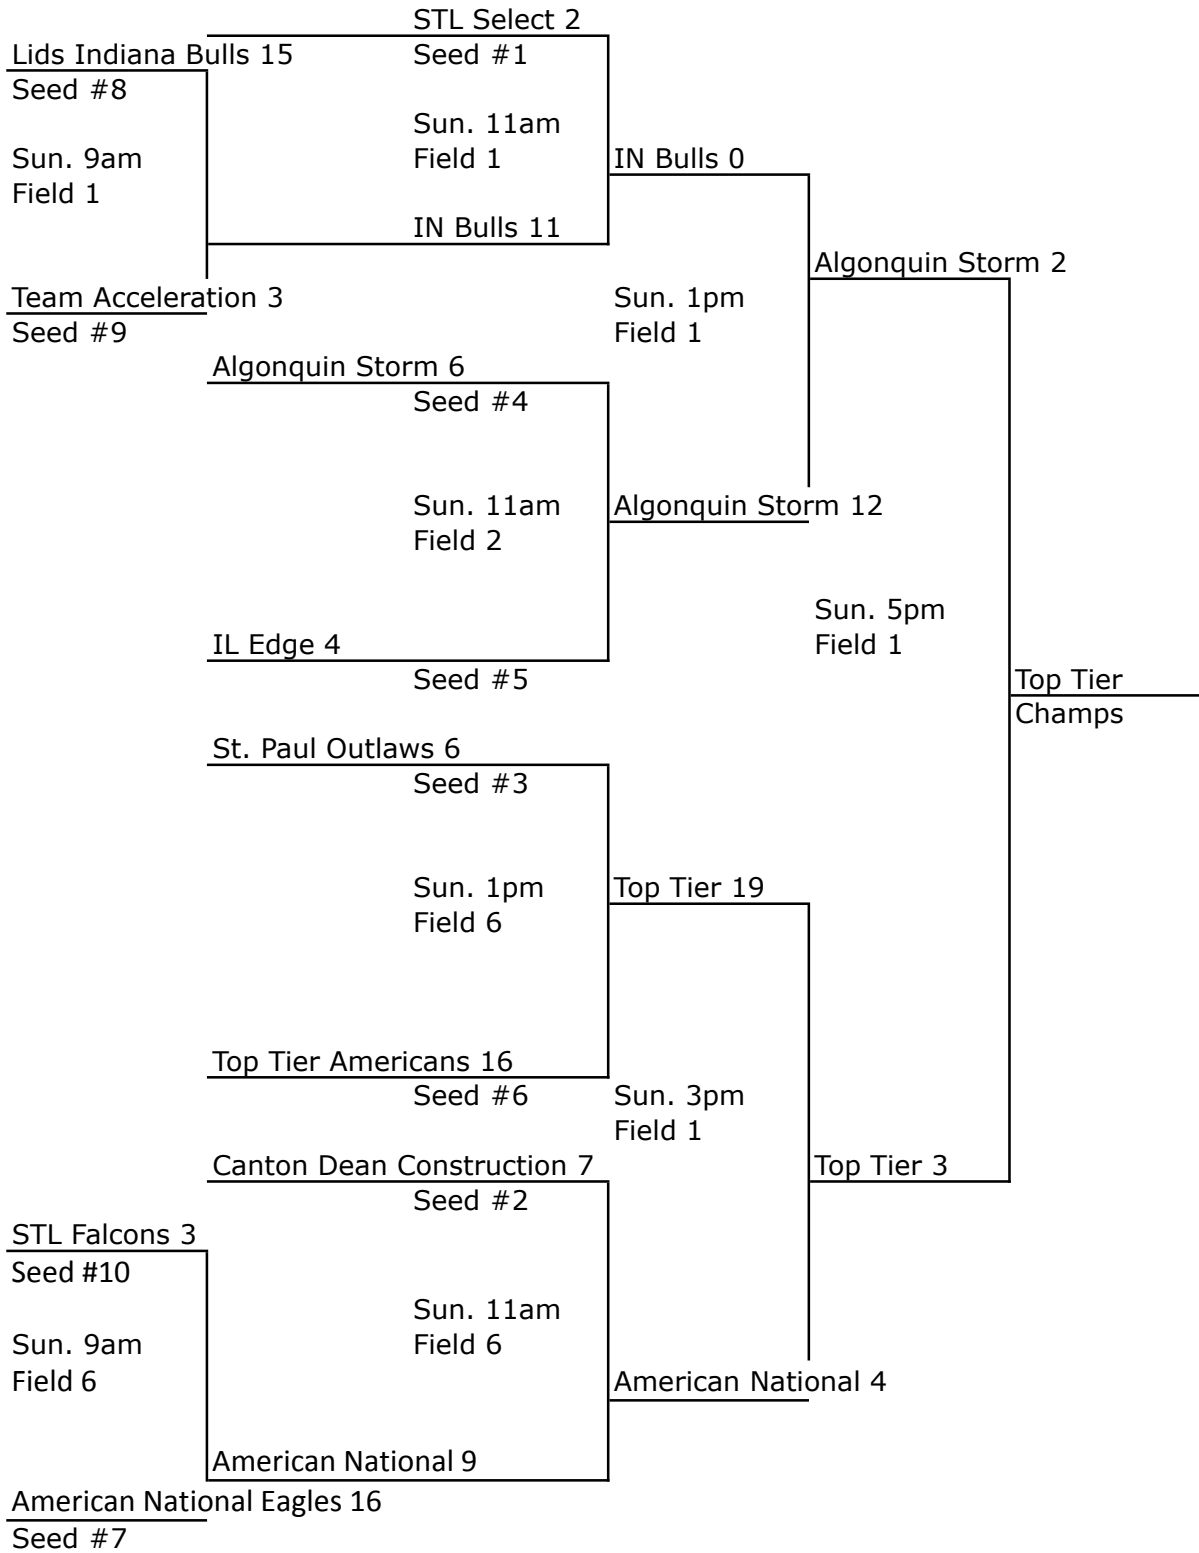 STL Select 2
Lids Indiana Bulls 15
Seed #1
Seed #8
Sun. 11am
Sun. 9am
Field 1
IN Bulls 0
Field 1
IN Bulls 11
Algonquin Storm 2
Team Acceleration 3
Sun. 1pm
Seed #9
Field 1
Algonquin Storm 6
Seed #4
Sun. 11am
Algonquin Storm 12
Field 2
Sun. 5pm
IL Edge 4
Field 1
Seed #5
Top Tier
Champs
St. Paul Outlaws 6
Seed #3
Sun. 1pm
Top Tier 19
Field 6
Top Tier Americans 16
Seed #6
Sun. 3pm
Field 1
Canton Dean Construction 7
Top Tier 3
Seed #2
STL Falcons 3
Seed #10
Sun. 11am
Sun. 9am
Field 6
Field 6
American National 4
American National 9
American National Eagles 16
Seed #7